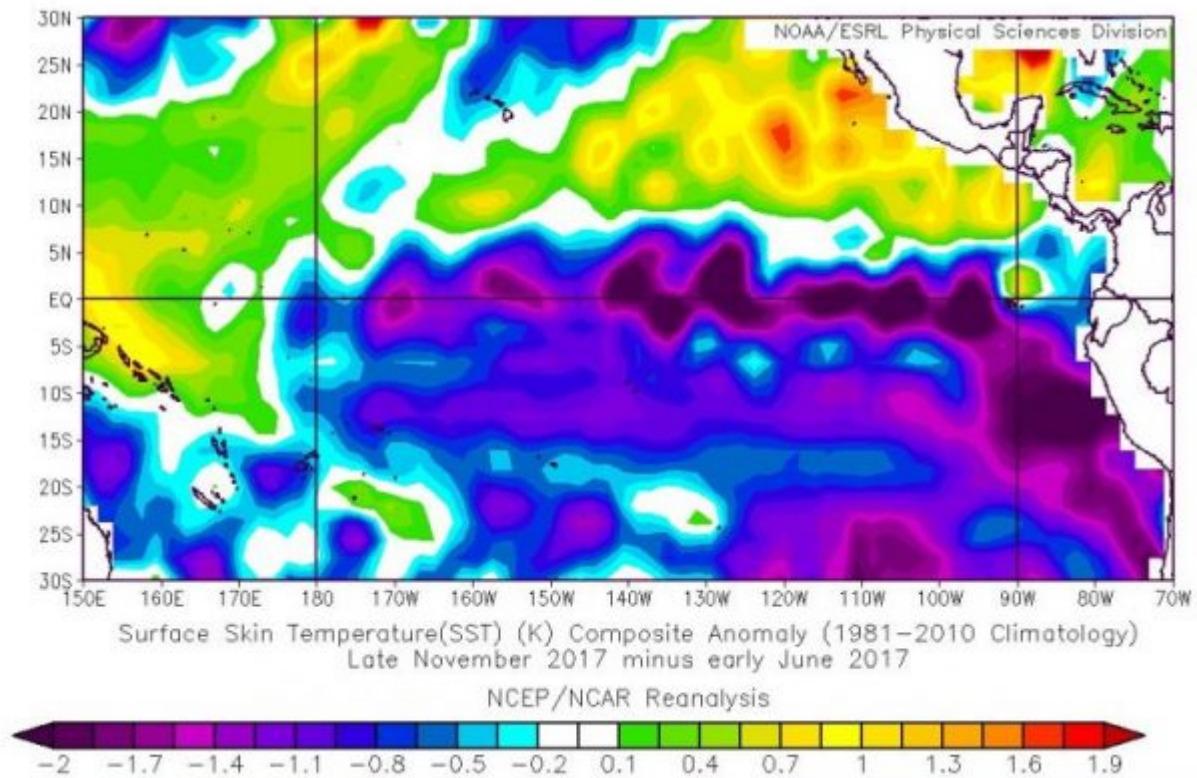 30N
NOAA/ESRL Physical Sciences Division
25N
20N
15N
10N
5N
EQ
5S
10S
15S
20S
25S
30S
150E 160E 170E 180 170W 160W 150W 140W 130W 120W 110W 100W 90W 80W 70W
Surface Skin Temperature(SST) (K) Composite Anomaly (1981-2010 Climatology)
Late November 2017 minus early June 2017
NCEP/NCAR Reanalysis
-2 -1.7 -1.4 -1.1 -0.8 -0.5 -0.2 0.1 0.4 0.7 1 1.3 1.6 1.9